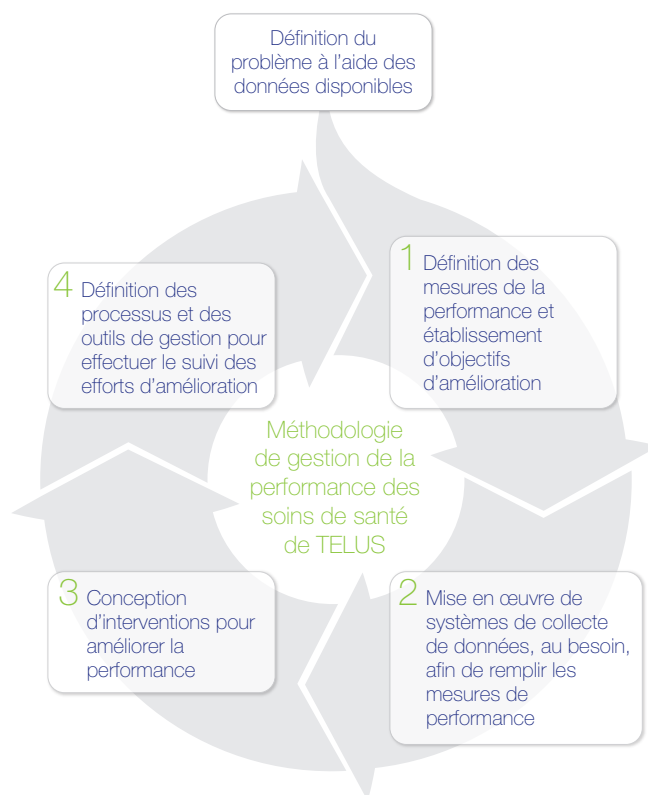 Définition du
problème à l'aide des
données disponibles
1 Définition des
mesures de la
performance et
établissement
d'objectifs
d'amélioration
2 Mise en œuvre de
systèmes de collecte
de données, au besoin,
afin de remplir les
mesures de
performance
3 Conception
d'interventions pour
améliorer la
performance
4 Définition des
processus et des
outils de gestion pour
effectuer le suivi des
efforts d'amélioration
Méthodologie
de gestion de la
performance des
soins de santé
de TELUS